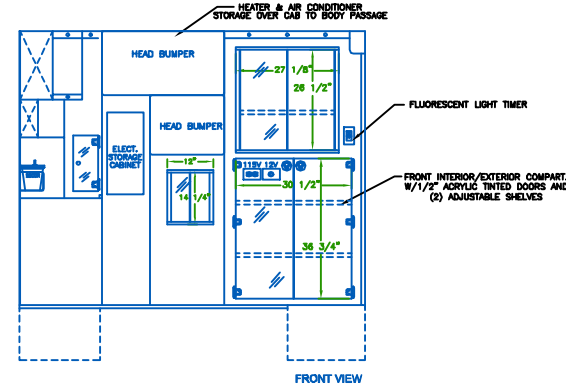 HEATER & AIR CONDITIONER
STORAGE OVER CAB TO BODY PASSAGE
HEAD BUMPER
27 1/8"
26 1/2"
FLUORESCENT LIGHT TIMER
HEAD BUMPER
ELECT.
STORAGE
CABINET
12"
14 1/4"
115V 12V
30 1/2"
FRONT INTERIOR/EXTERIOR COMPART.
W/1/2" ACRYLIC TINTED DOORS AND
(2) ADJUSTABLE SHELVES
36 3/4"
FRONT VIEW